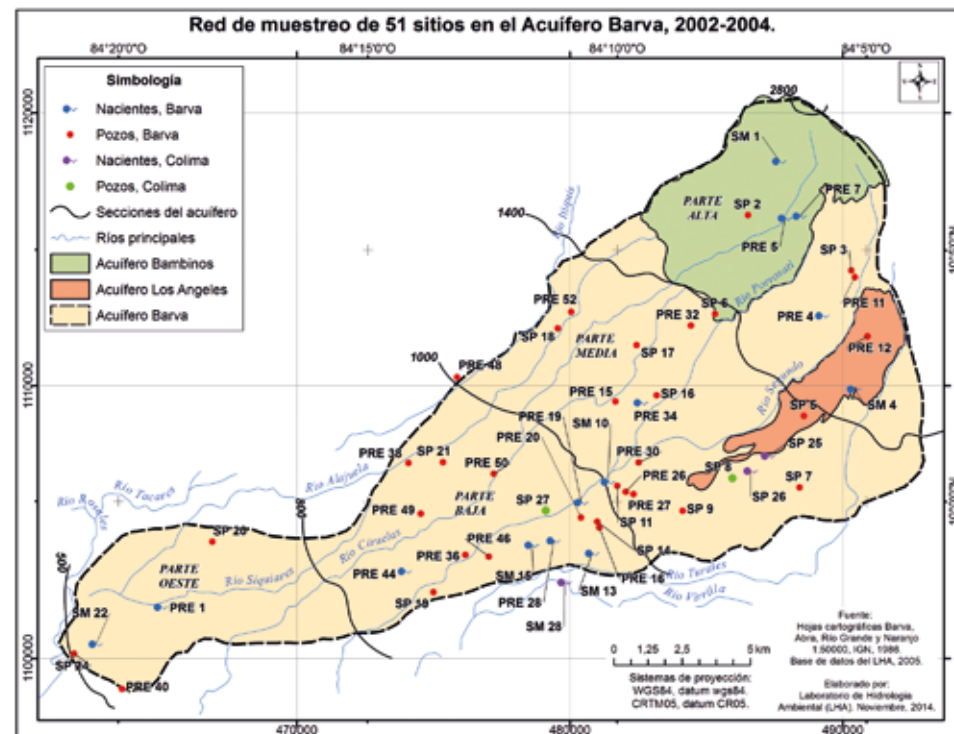 Red de muestreo de 51 sitios en el Acuífero Barva, 2002-2004.
84°20'0"O
84°15'0"O
84°10'0"O
84°5'0"O
Simbología
Nacientes, Barva
Pozos, Barva
Nacientes, Colima
Pozos, Colima
Secciones del acuífero
Ríos principales
Acuífero Bambinos
Acuífero Los Angeles
Acuífero Barva
1120000
1110000
1100000
2800
SM 1
PRE 7
PARTE
ALTA
SP 2
PRE 5
SP 3
1400
Río Porrosatí
PRE 11
PRE 4
PRE 12
PRE 52
SP 6
PRE 32
SP 18
PARTE
MEDIA
SP 17
1000
PRE 48
Río Segundo
SP 5
SM 4
PRE 15
SP 16
PRE 19
SM 10
PRE 34
PRE 20
SP 25
PRE 38
SP 21
PRE 30
SP 8
SP 7
PRE 50
PRE 26
SP 26
Río Alajuela
Río Tacares
Río Rosales
800
PARTE
BAJA
SP 27
PRE 27
SP 9
PRE 49
SP 11
SP 20
Río Ciruelas
PRE 46
SP 14
500
PARTE
OESTE
PRE 36
PRE 16
PRE 44
SM 15
SM 13
Río Siquiares
SP 19
PRE 28
SM 28
SM 22
PRE 1
SP 24
PRE 40
0
1,25
2,5
5 km
Sistemas de proyección:
WGS84, datum wgs84.
CRTM05, datum CR05.
Fuente:
Hojas cartográficas Barva,
Abra, Río Grande y Naranjo
1:50000, IGN, 1986.
Base de datos del LHA, 2005.
Elaborado por:
Laboratorio de Hidrología
Ambiental (LHA). Noviembre, 2014.
470000
480000
490000